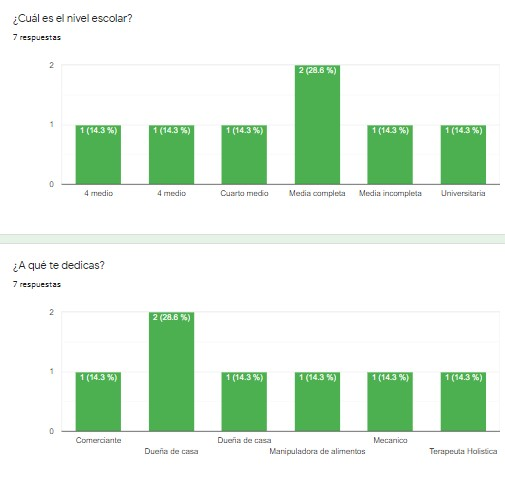 ¿Cuál es el nivel escolar?
7 respuestas
2
2 (28.6 %)
1
1 (14.3 %) 1 (14.3 %) 1 (14.3 %) 1 (14.3 %) 1 (14.3 %)
0
4 medio 4 medio Cuarto medio Media completa Media incompleta Universitaria
¿A qué te dedicas?
7 respuestas
2
2 (28.6 %)
1
1 (14.3 %) 1 (14.3 %) 1 (14.3 %) 1 (14.3 %) 1 (14.3 %)
0
Comerciante Dueña de casa Mecanico
Dueña de casa Manipuladora de alimentos Terapeuta Holistica